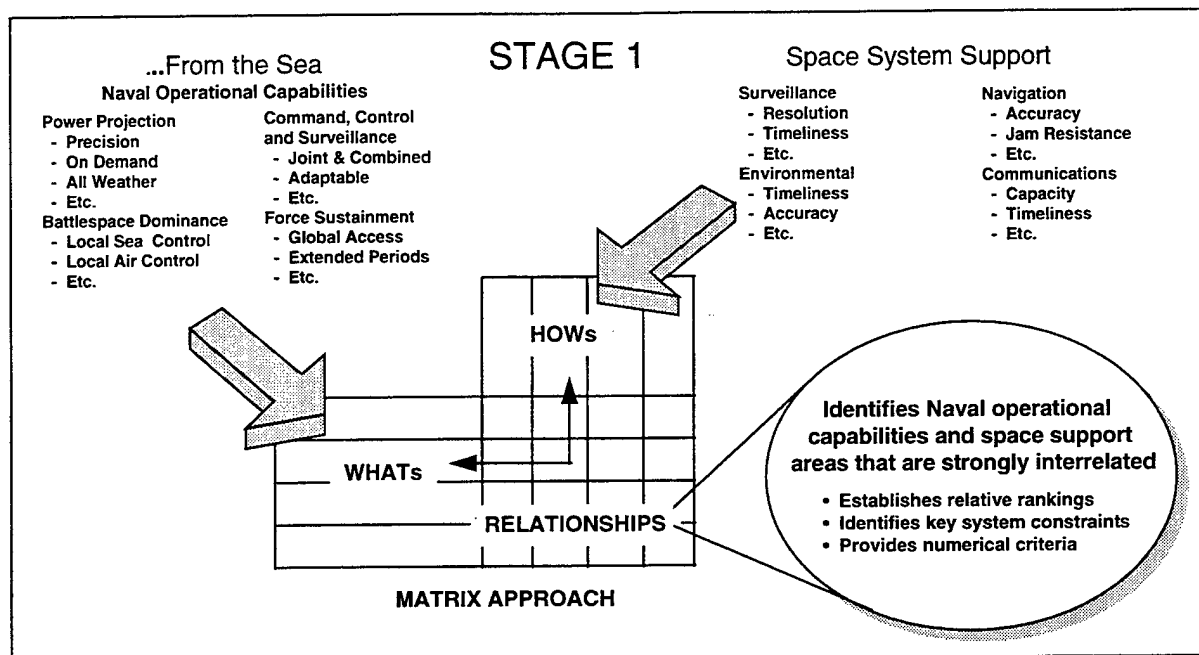 STAGE 1
...From the Sea
Naval Operational Capabilities
Power Projection
- Precision
- On Demand
- All Weather
- Etc.
Battlespace Dominance
- Local Sea Control
- Local Air Control
- Etc.
Command, Control
and Surveillance
- Joint & Combined
- Adaptable
- Etc.
Force Sustainment
- Global Access
- Extended Periods
- Etc.
Space System Support
Surveillance
- Resolution
- Timeliness
- Etc.
Environmental
- Timeliness
- Accuracy
- Etc.
Navigation
- Accuracy
- Jam Resistance
- Etc.
Communications
- Capacity
- Timeliness
- Etc.
HOWs
WHATs
RELATIONSHIPS
MATRIX APPROACH
Identifies Naval operational
capabilities and space support
areas that are strongly interrelated
• Establishes relative rankings
• Identifies key system constraints
• Provides numerical criteria